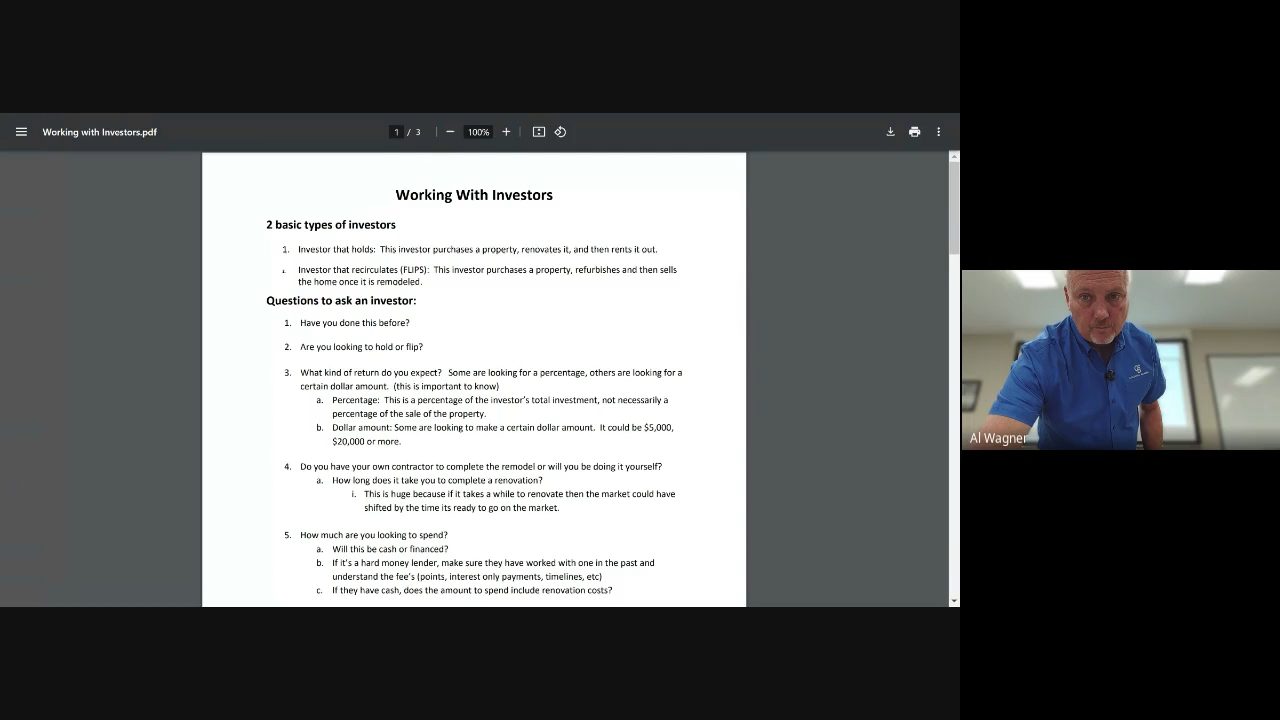 Working with Investors.pdf
1 / 3
100%
Working With Investors
2 basic types of investors
1. Investor that holds: This investor purchases a property, renovates it, and then rents it out.
Investor that recirculates (FLIPS): This investor purchases a property, refurbishes and then sells
the home once it is remodeled.
Questions to ask an investor:
1. Have you done this before?
2. Are you looking to hold or flip?
3. What kind of return do you expect? Some are looking for a percentage, others are looking for a
certain dollar amount. (this is important to know)
a. Percentage: This is a percentage of the investor's total investment, not necessarily a
percentage of the sale of the property.
b. Dollar amount: Some are looking to make a certain dollar amount. It could be $5,000,
$20,000 or more.
4. Do you have your own contractor to complete the remodel or will you be doing it yourself?
a. How long does it take you to complete a renovation?
i. This is huge because if it takes a while to renovate then the market could have
shifted by the time its ready to go on the market.
5. How much are you looking to spend?
a. Will this be cash or financed?
b. If it's a hard money lender, make sure they have worked with one in the past and
understand the fee's (points, interest only payments, timelines, etc)
c. If they have cash, does the amount to spend include renovation costs?
Al Wagner